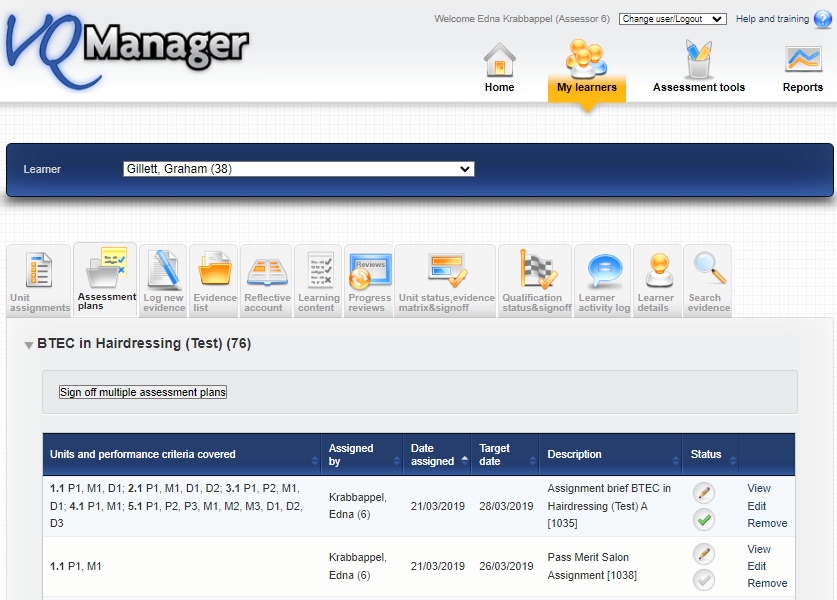 VQManager
Welcome Edna Krabbappel (Assessor 6) Change user/Logout Help and training ?
Home My learners Assessment tools Reports
Learner Gillett, Graham (38)
Unit assignments
Assessment plans
Log new evidence
Evidence list
Reflective account
Learning content
Reviews
Progress reviews
Unit status,evidence matrix&signoff
Qualification status&signoff
Learner activity log
Learner details
Search evidence
BTEC in Hairdressing (Test) (76)
Sign off multiple assessment plans
Units and performance criteria covered
Assigned by
Date assigned
Target date
Description
Status
1.1 P1, M1, D1; 2.1 P1, M1, D1, D2; 3.1 P1, P2, M1,
D1; 4.1 P1, M1; 5.1 P1, P2, P3, M1, M2, M3, D1, D2,
D3
Krabbappel,
Edna (6)
21/03/2019
28/03/2019
Assignment brief BTEC in
Hairdressing (Test) A
[1035]
View
Edit
Remove
1.1 P1, M1
Krabbappel,
Edna (6)
21/03/2019
26/03/2019
Pass Merit Salon
Assignment [1038]
View
Edit
Remove